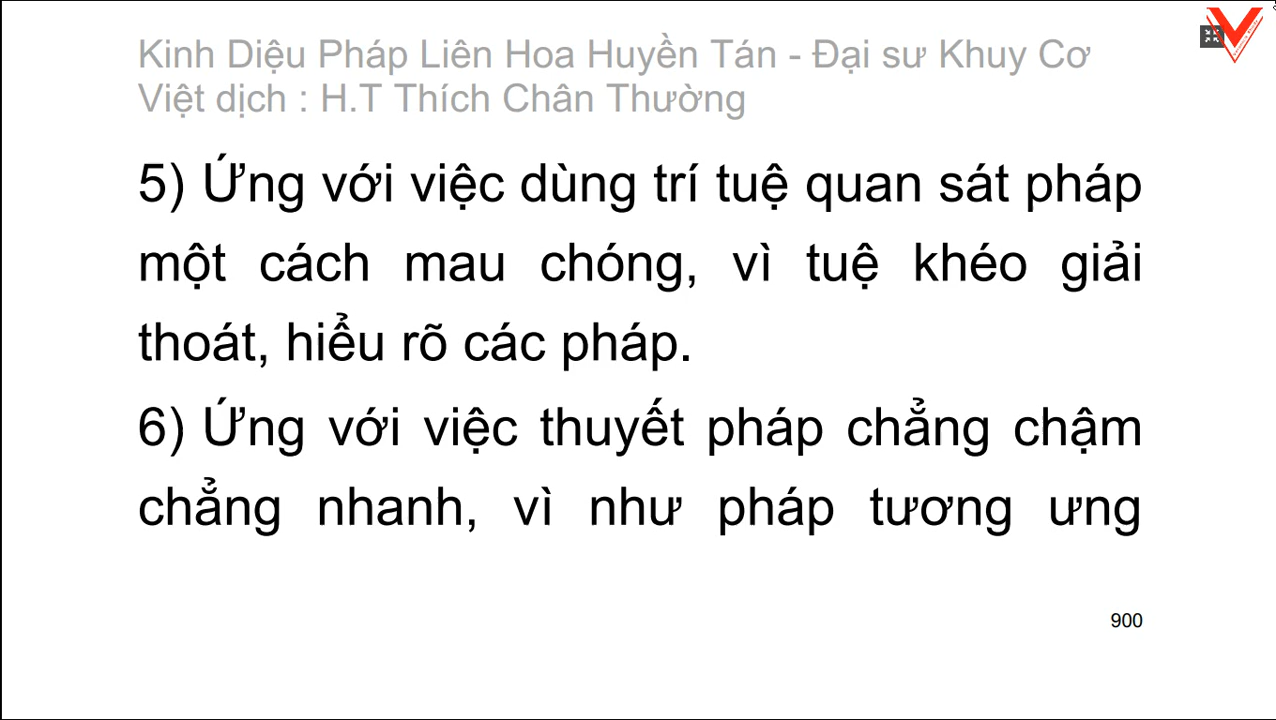 Kinh Diệu Pháp Liên Hoa Huyền Tán - Đại sư Khuy Cơ
Việt dịch : H.T Thích Chân Thường
5) Ứng với việc dùng trí tuệ quan sát pháp
một cách mau chóng, vì tuệ khéo giải
thoát, hiểu rõ các pháp.
6) Ứng với việc thuyết pháp chẳng chậm
chẳng nhanh, vì như pháp tương ưng
900